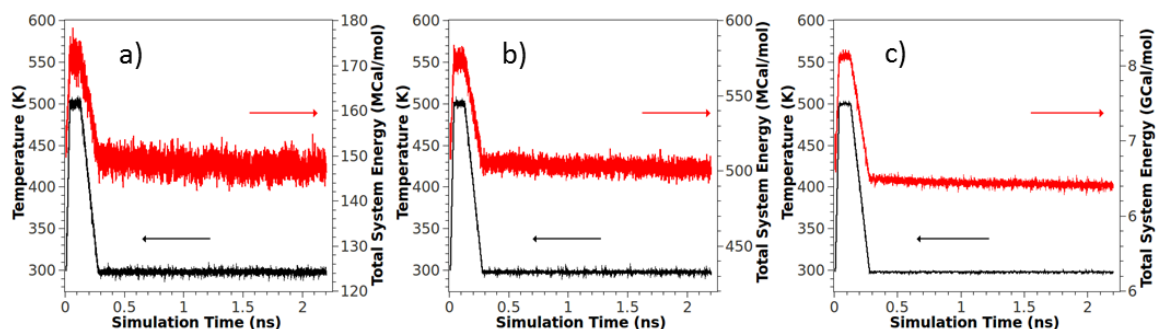 a)
Temperature (K)
600
550
500
450
400
350
300
Total System Energy (MCal/mol)
180
170
160
150
140
130
120
0 0.5 1 1.5 2
Simulation Time (ns)
b)
Temperature (K)
600
550
500
450
400
350
300
Total System Energy (MCal/mol)
600
550
500
450
0 0.5 1 1.5 2
Simulation Time (ns)
c)
Temperature (K)
600
550
500
450
400
350
300
Total System Energy (GCal/mol)
8
7
6
6
0 0.5 1 1.5 2
Simulation Time (ns)